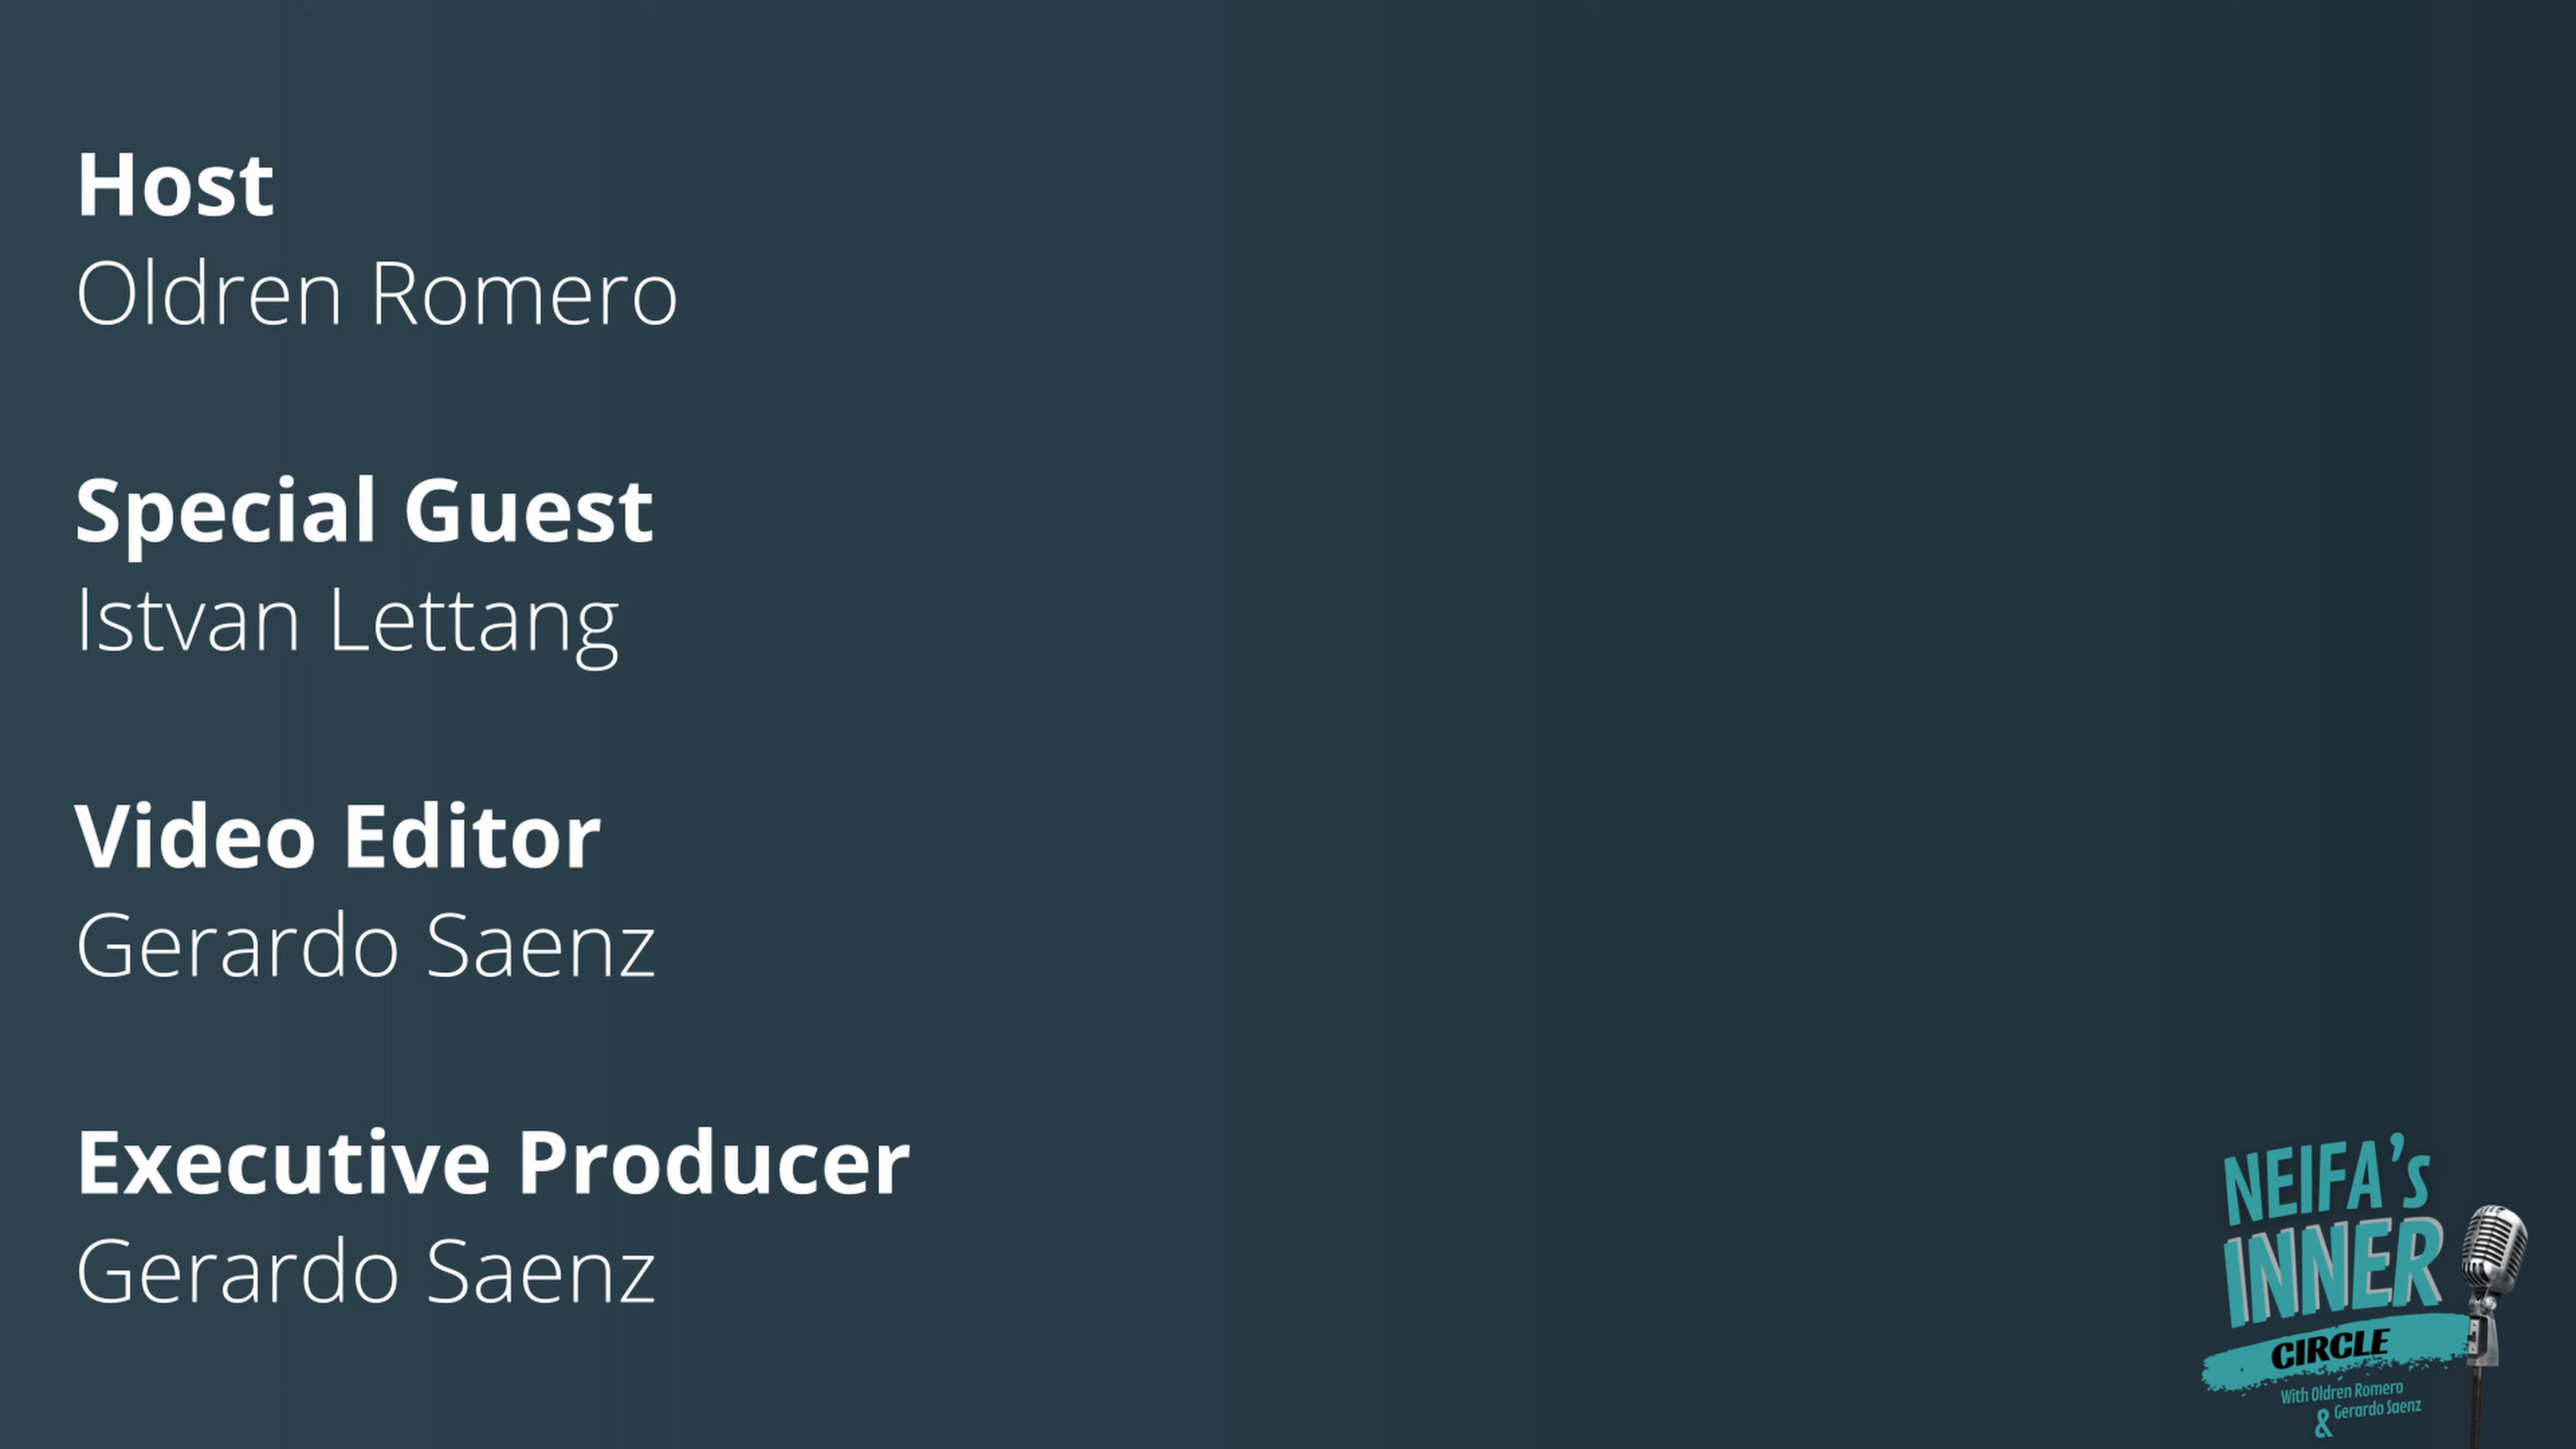 Host
Oldren Romero
Special Guest
Istvan Lettang
Video Editor
Gerardo Saenz
Executive Producer
Gerardo Saenz
NEIFA's
INNER
CIRCLE
With Oldren Romero
& Gerardo Saenz